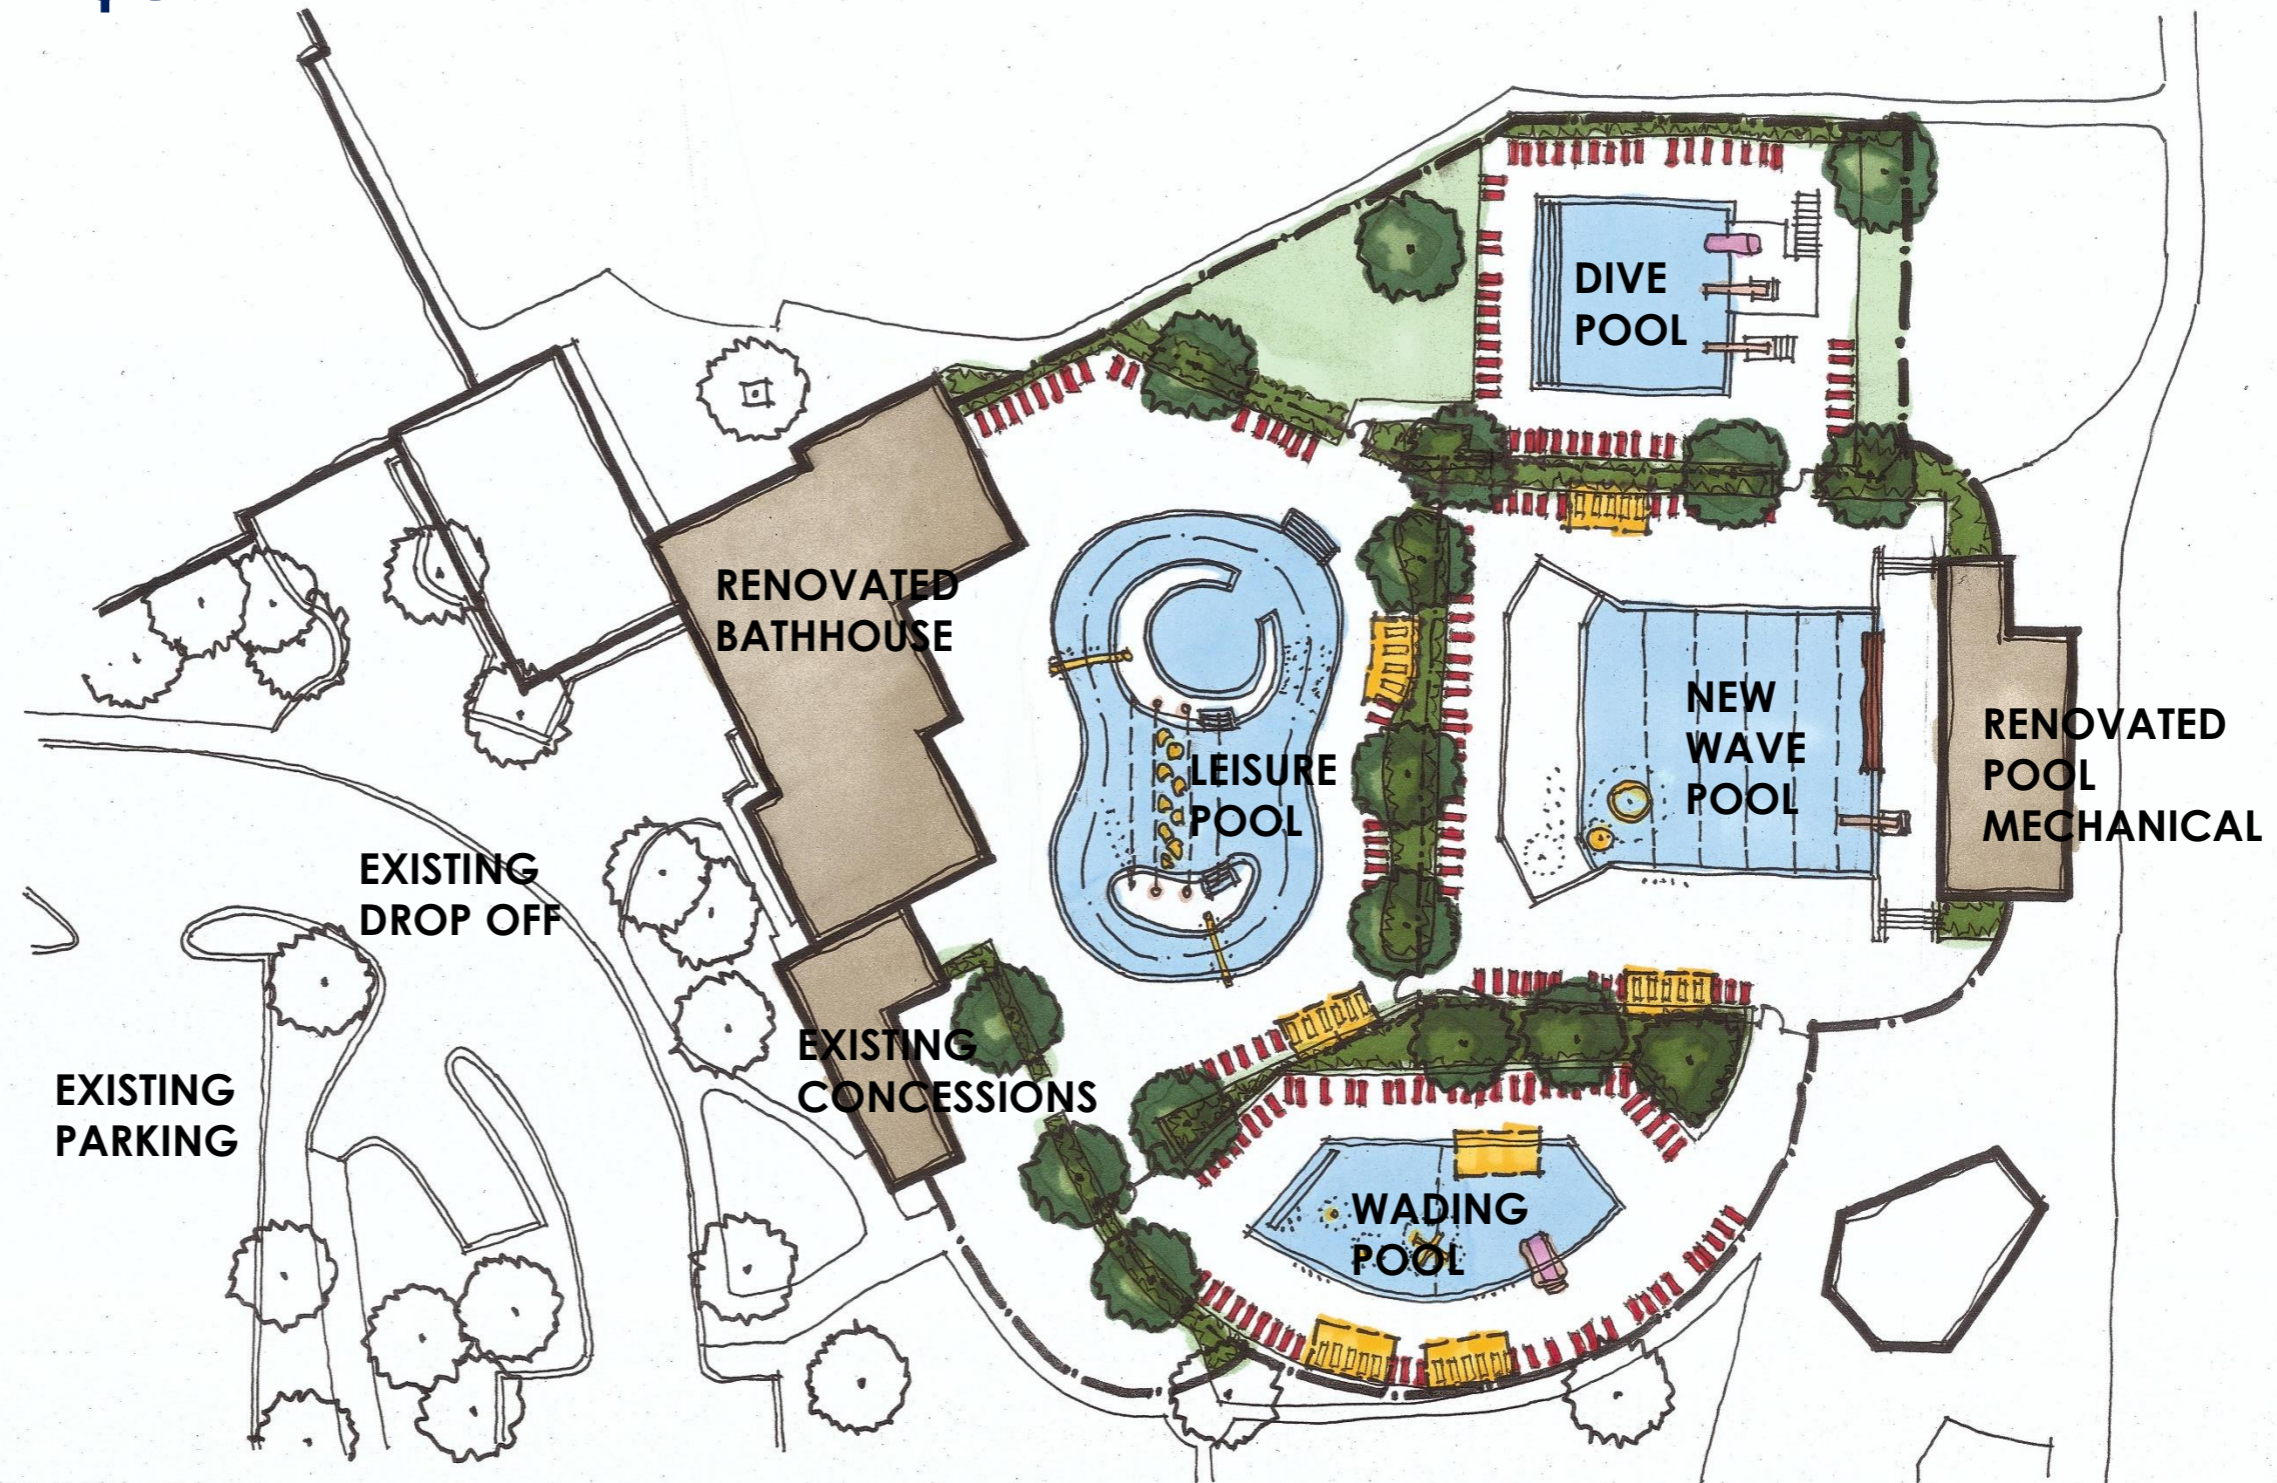 DIVE
POOL
RENOVATED
BATHHOUSE
NEW
WAVE
POOL
RENOVATED
POOL
MECHANICAL
LEISURE
POOL
EXISTING
DROP OFF
EXISTING
CONCESSIONS
EXISTING
PARKING
WADING
POOL